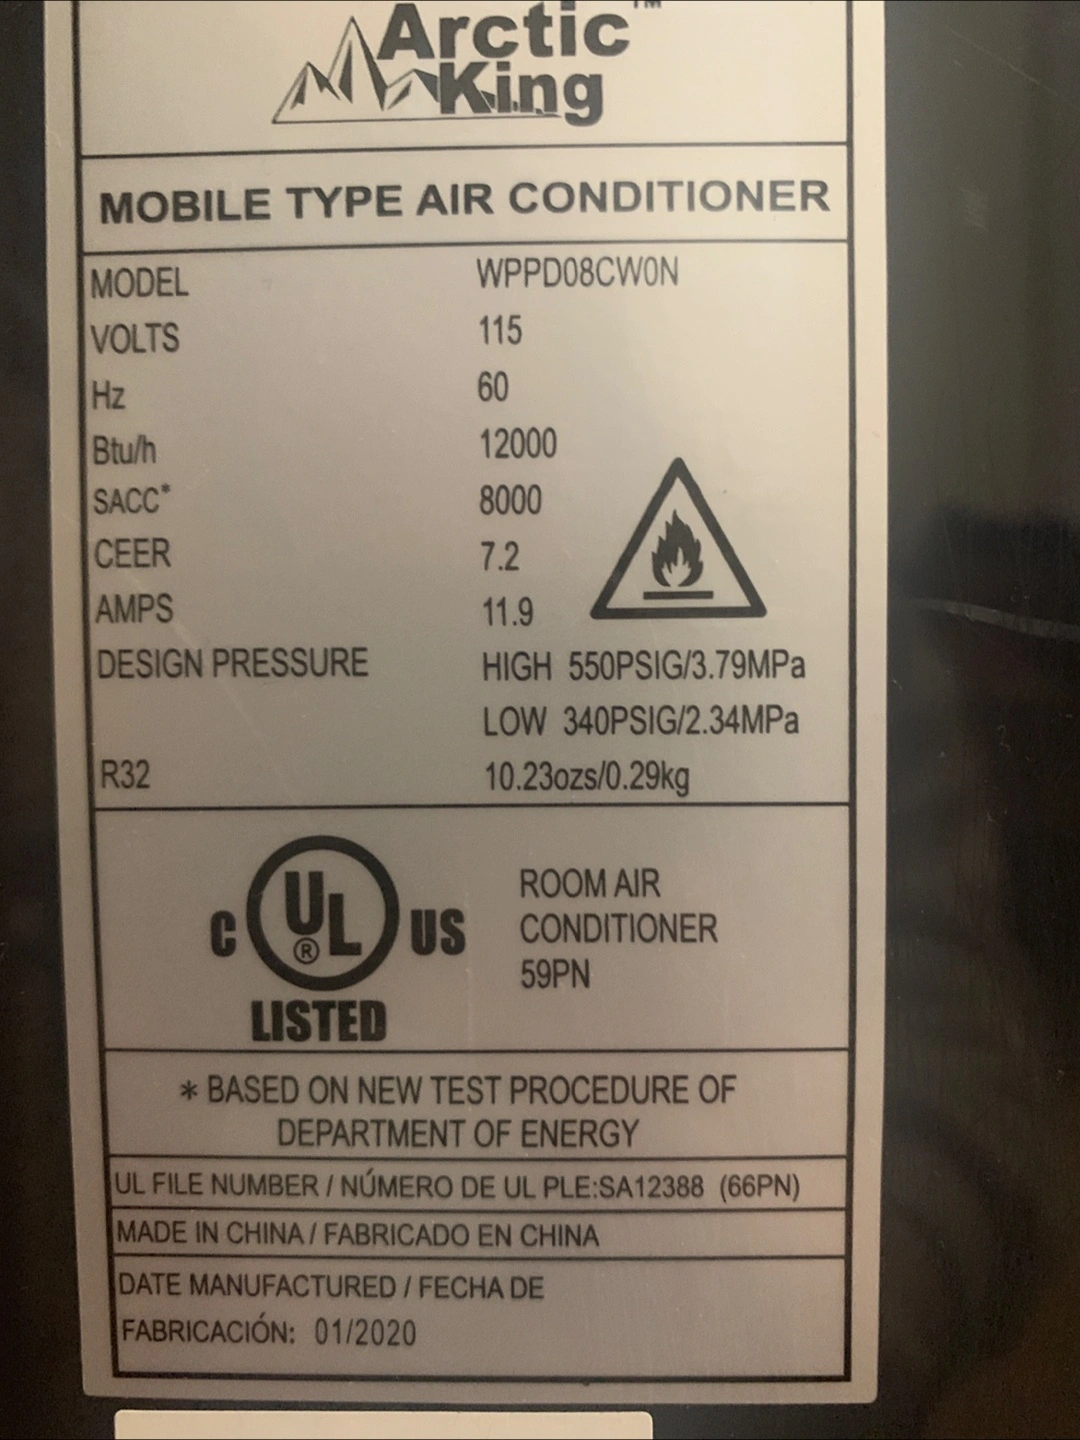 Arctic™
King
MOBILE TYPE AIR CONDITIONER
MODEL WPPD08CW0N
VOLTS 115
Hz 60
Btu/h 12000
SACC* 8000
CEER 7.2
AMPS 11.9
DESIGN PRESSURE HIGH 550PSIG/3.79MPa
LOW 340PSIG/2.34MPa
R32 10.23ozs/0.29kg
C UL® US
LISTED
ROOM AIR
CONDITIONER
59PN
* BASED ON NEW TEST PROCEDURE OF
DEPARTMENT OF ENERGY
UL FILE NUMBER / NÚMERO DE UL PLE:SA12388 (66PN)
MADE IN CHINA / FABRICADO EN CHINA
DATE MANUFACTURED / FECHA DE
FABRICACIÓN: 01/2020